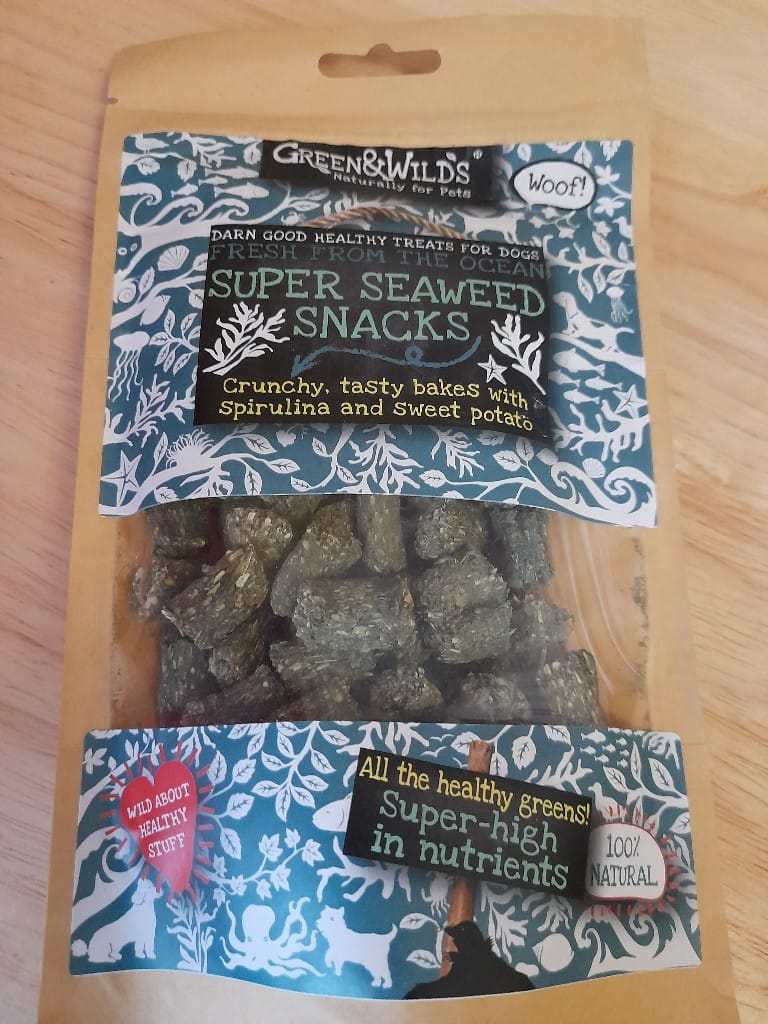 GREEN&WILD'S®
Naturally for Pets
Woof!
DARN GOOD HEALTHY TREATS FOR DOGS
FRESH FROM THE OCEAN
SUPER SEAWEED
SNACKS
Crunchy, tasty bakes with
spirulina and sweet potato
WILD ABOUT
HEALTHY
STUFF
All the healthy greens!
Super-high
in nutrients
100%
NATURAL